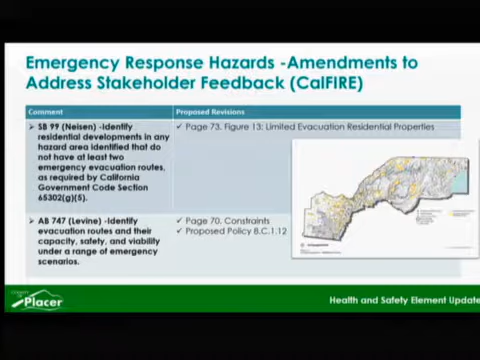 Emergency Response Hazards -Amendments to
Address Stakeholder Feedback (CalFIRE)
Comment
Proposed Revisions
SB 99 (Neisen) -Identify
residential developments in any
hazard area identified that do
not have at least two
emergency evacuation routes,
as required by California
Government Code Section
65302(g)(5).
Page 73. Figure 13: Limited Evacuation Residential Properties
AB 747 (Levine) -Identify
evacuation routes and their
capacity, safety, and viability
under a range of emergency
scenarios.
Page 70. Constraints
Proposed Policy 8.C.1.12
Placer
Health and Safety Element Update